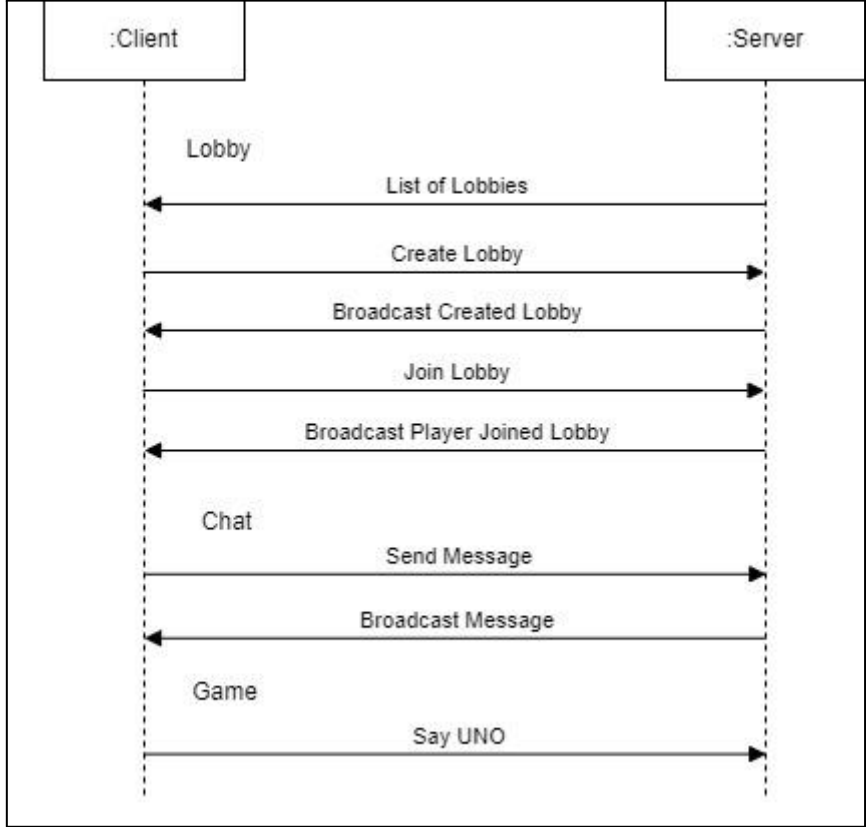 :Client
:Server
Lobby
List of Lobbies
Create Lobby
Broadcast Created Lobby
Join Lobby
Broadcast Player Joined Lobby
Chat
Send Message
Broadcast Message
Game
Say UNO